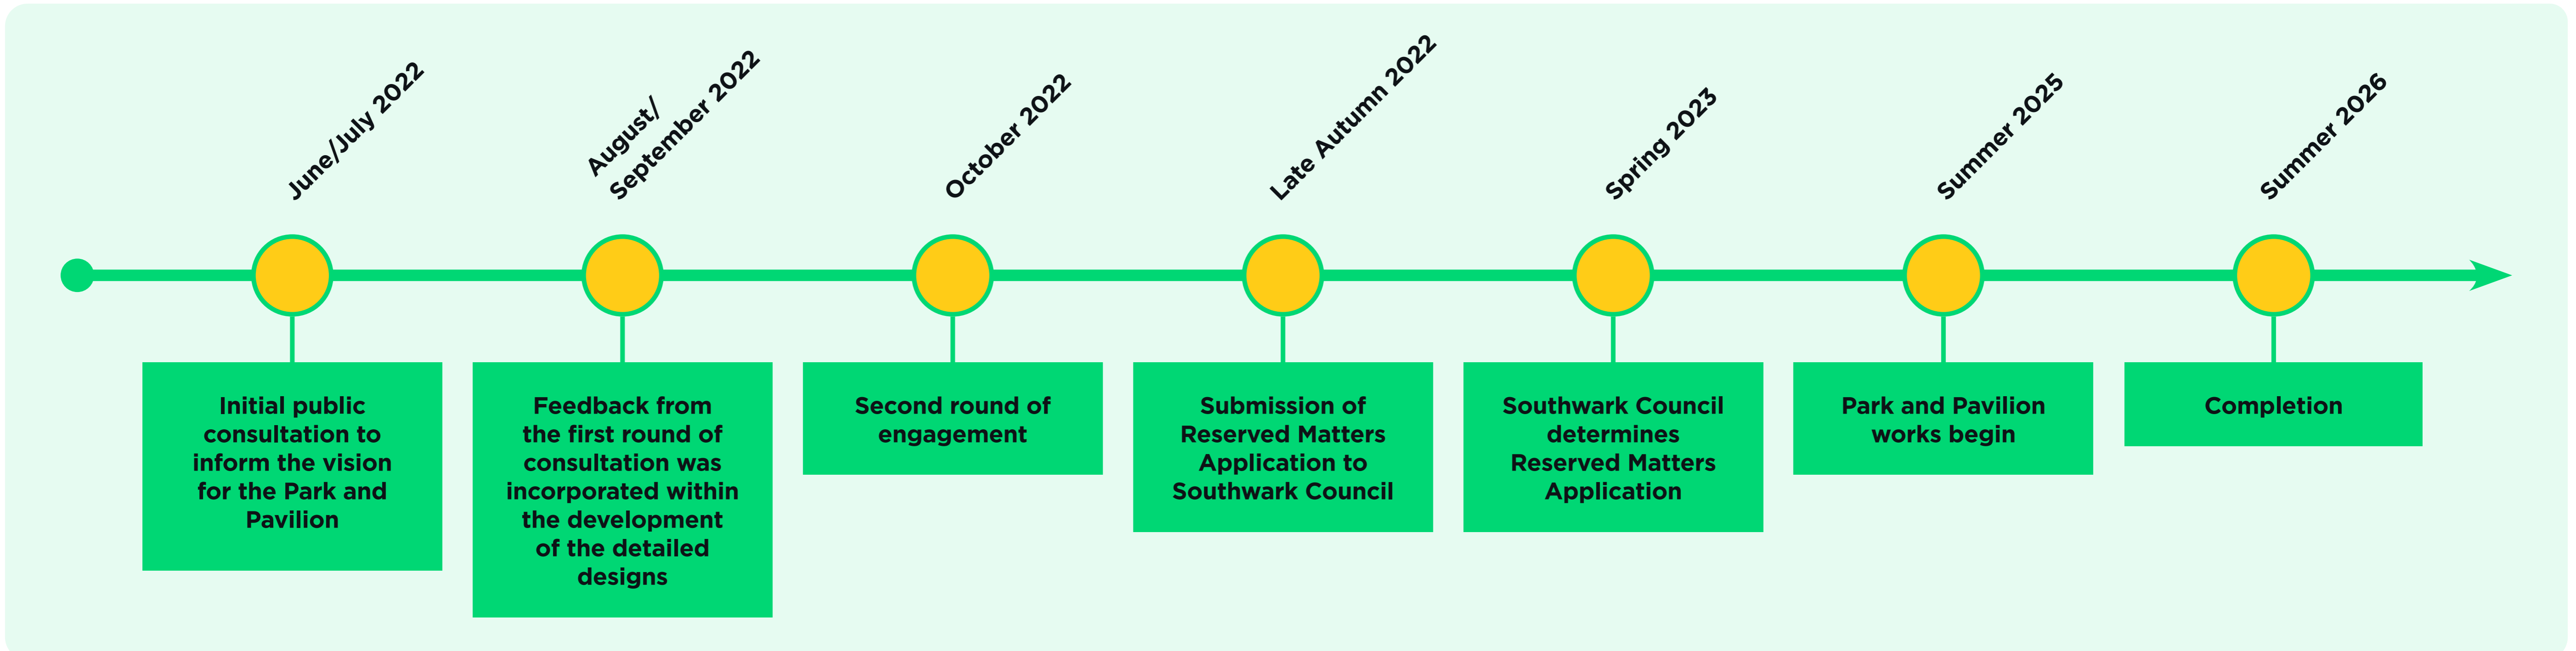 June/July 2022
August/
September 2022
October 2022
Late Autumn 2022
Spring 2023
Summer 2025
Summer 2026
Initial public
consultation to
inform the vision
for the Park and
Pavilion
Feedback from
the first round of
consultation was
incorporated within
the development
of the detailed
designs
Second round of
engagement
Submission of
Reserved Matters
Application to
Southwark Council
Southwark Council
determines
Reserved Matters
Application
Park and Pavilion
works begin
Completion